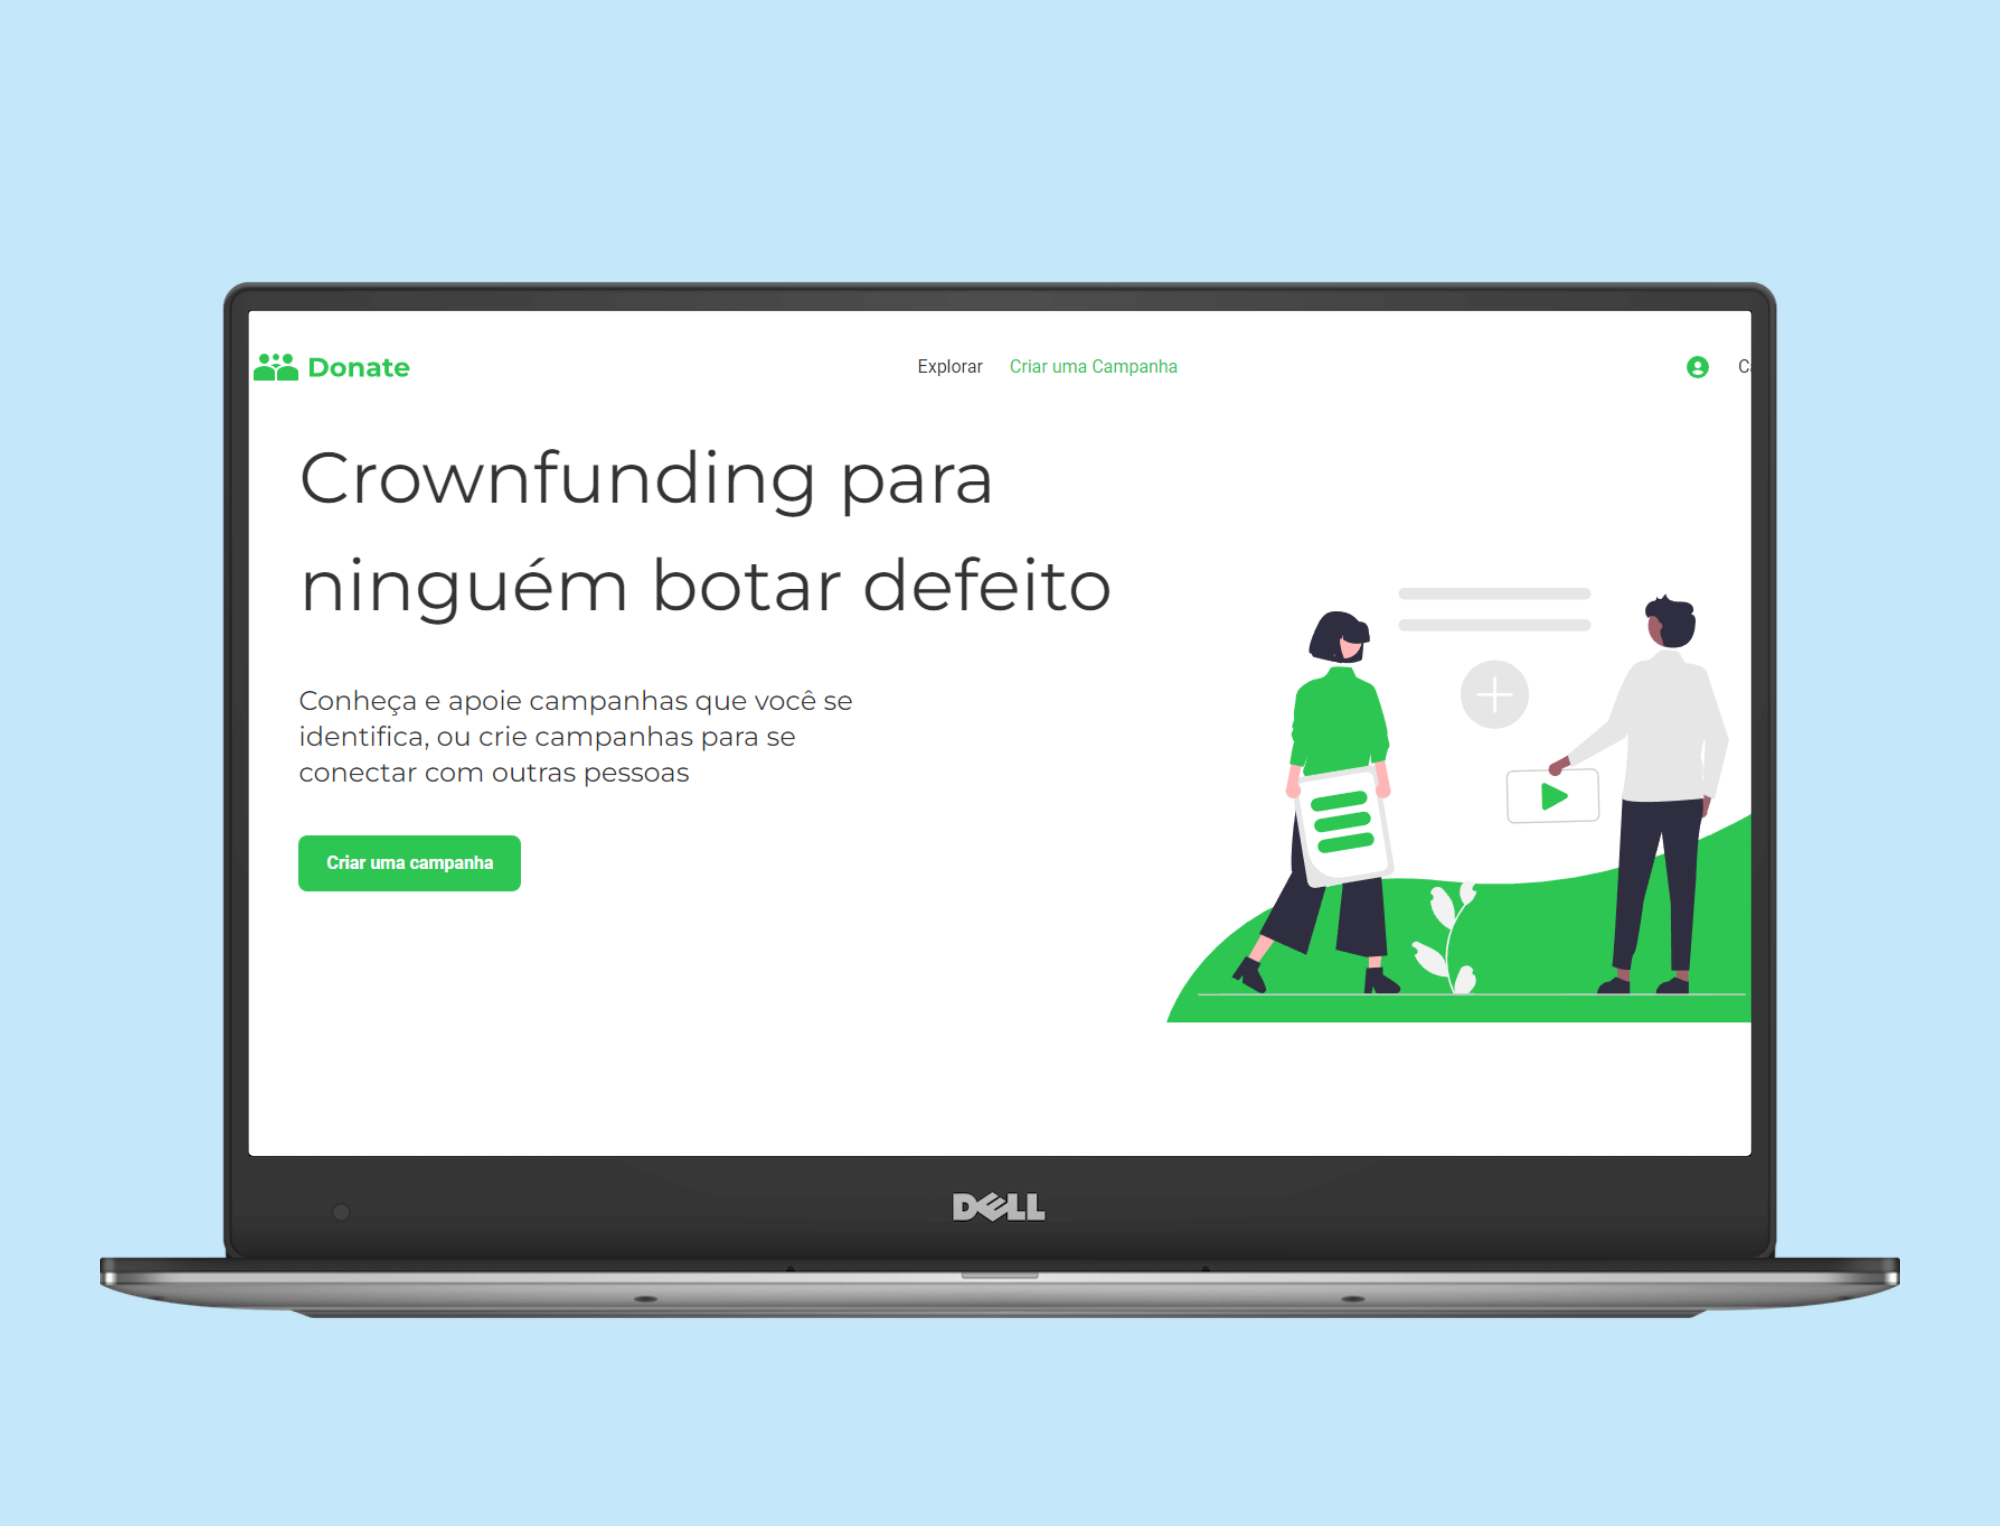 Donate
Explorar
Criar uma Campanha
Crownfunding para
ninguém botar defeito
Conheça e apoie campanhas que você se
identifica, ou crie campanhas para se
conectar com outras pessoas
Criar uma campanha
DELL